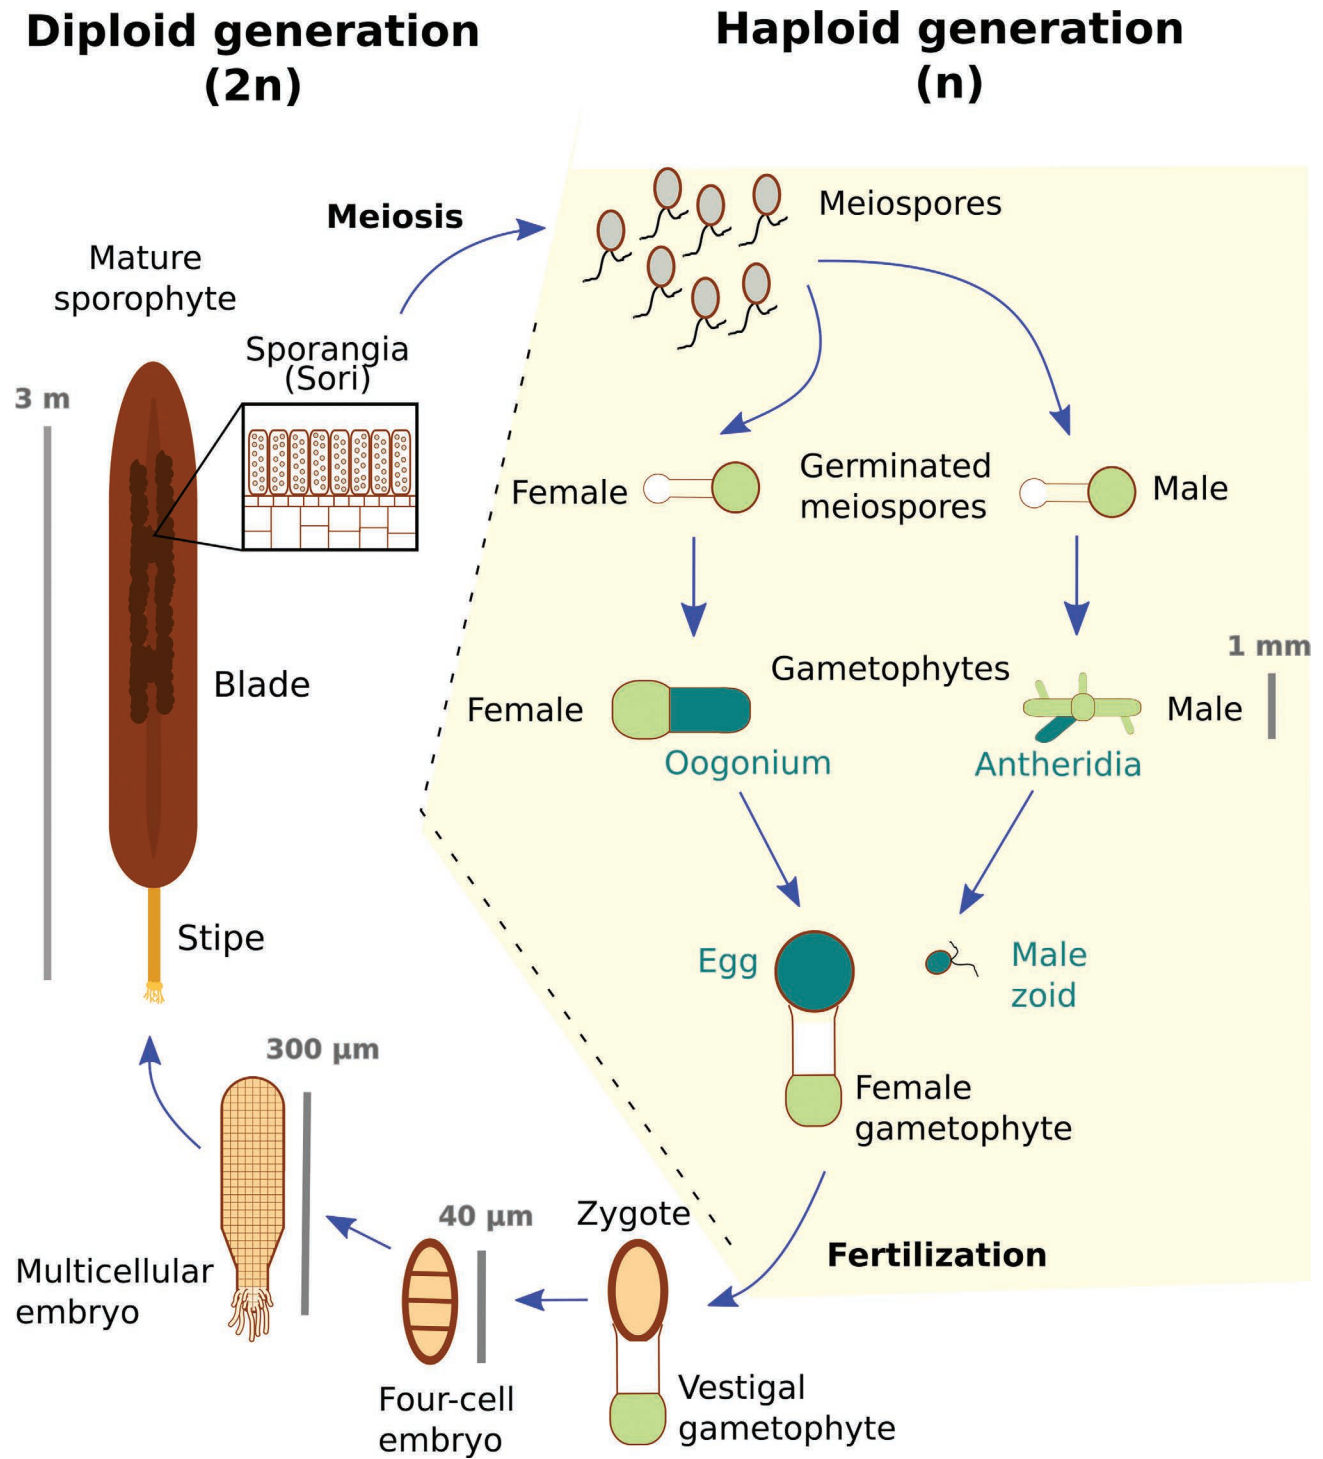 Diploid generation
(2n)
Haploid generation
(n)
Meiosis
Meiospores
Mature
sporophyte
Sporangia
(Sori)
3 m
Female
Germinated
meiospores
Male
Blade
Gametophytes
1 mm
Female
Male
Oogonium
Antheridia
Stipe
Egg
Male
zoid
300 µm
Female
gametophyte
40 µm
Zygote
Fertilization
Multicellular
embryo
Four-cell
embryo
Vestigal
gametophyte